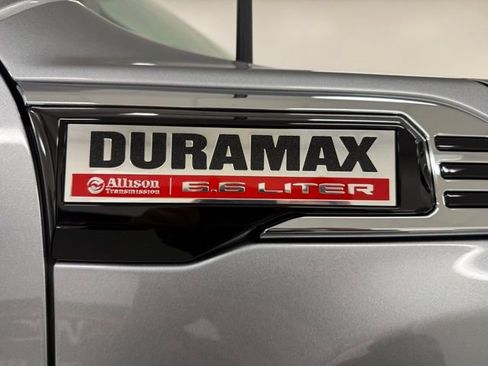 DURAMAX
Allison 6.6 LITER
Transmission